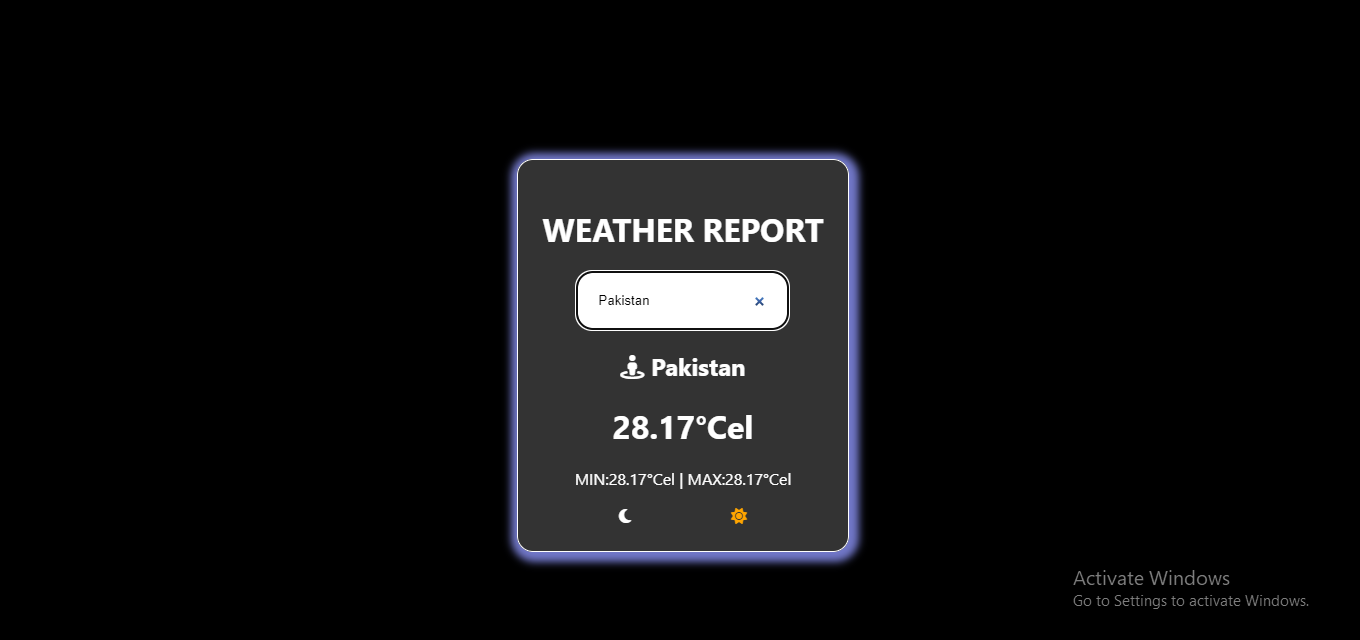 WEATHER REPORT
Pakistan
Pakistan
28.17°Cel
MIN:28.17°Cel | MAX:28.17°Cel
Activate Windows
Go to Settings to activate Windows.